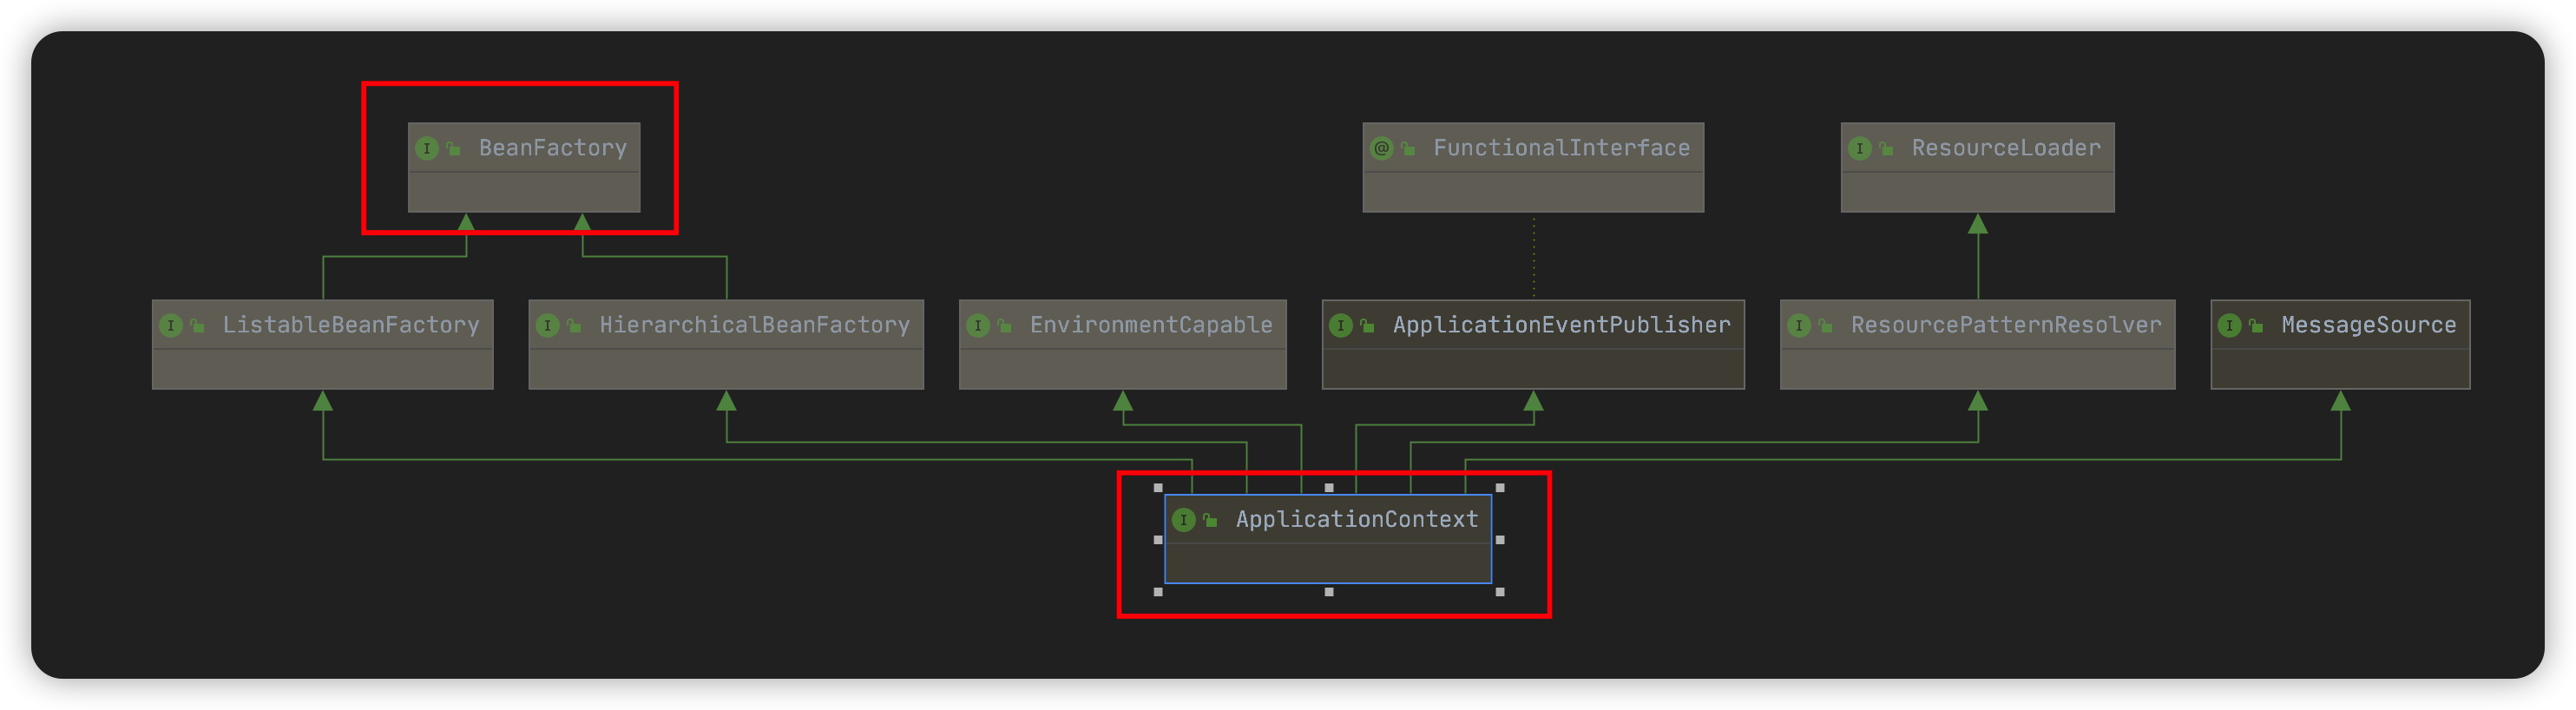 BeanFactory
FunctionalInterface
ResourceLoader
ListableBeanFactory
HierarchicalBeanFactory
EnvironmentCapable
ApplicationEventPublisher
ResourcePatternResolver
MessageSource
ApplicationContext